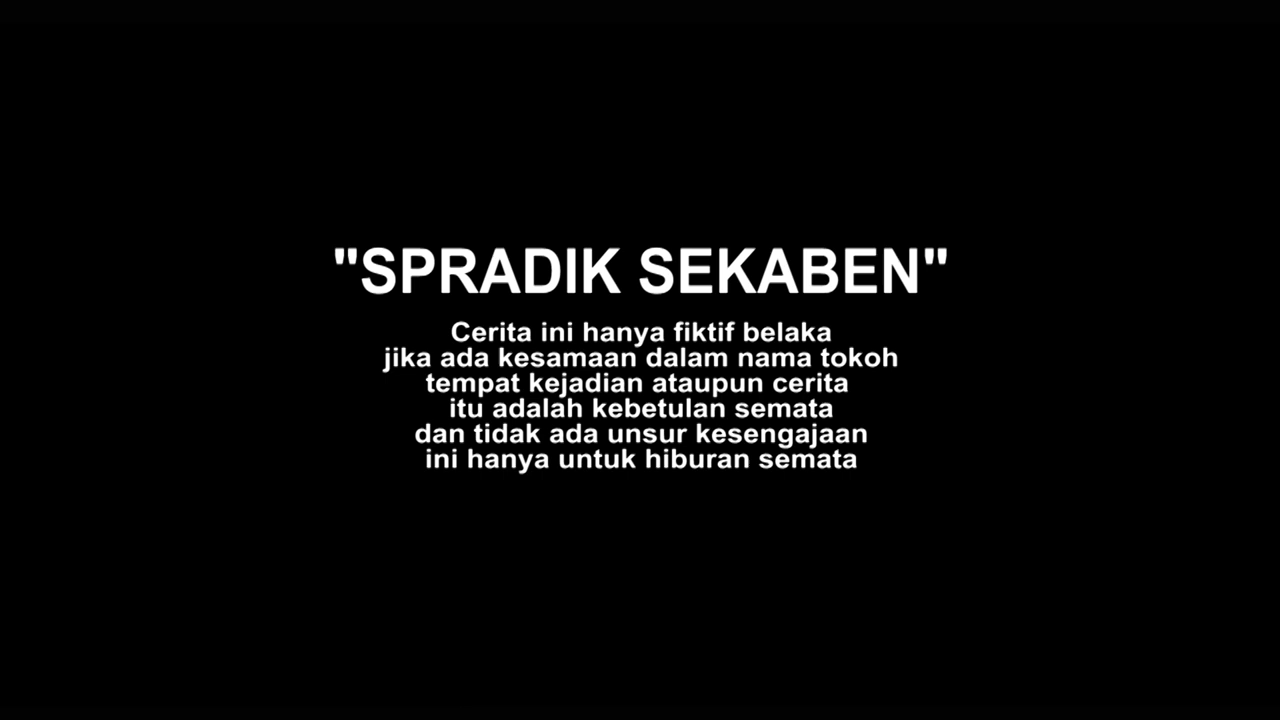 "SPRADIK SEKABEN"
Cerita ini hanya fiktif belaka
jika ada kesamaan dalam nama tokoh
tempat kejadian ataupun cerita
itu adalah kebetulan semata
dan tidak ada unsur kesengajaan
ini hanya untuk hiburan semata